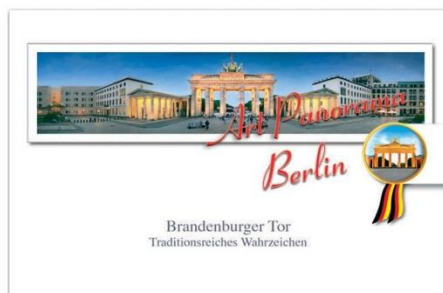 Art Panorama
Berlin
Brandenburger Tor
Traditionsreiches Wahrzeichen